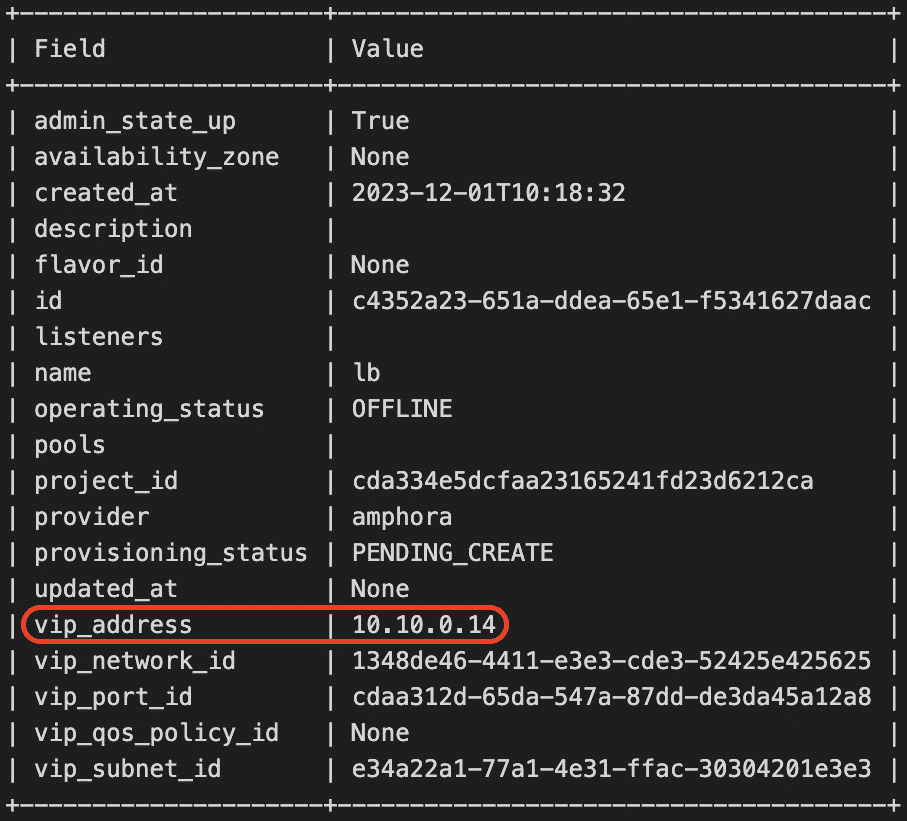 +----------------------+---------------------------------------+
| Field | Value |
+----------------------+---------------------------------------+
| admin_state_up | True |
| availability_zone | None |
| created_at | 2023-12-01T10:18:32 |
| description | |
| flavor_id | None |
| id | c4352a23-651a-ddea-65e1-f5341627daac |
| listeners | |
| name | lb |
| operating_status | OFFLINE |
| pools | |
| project_id | cda334e5dcfaa23165241fd23d6212ca |
| provider | amphora |
| provisioning_status | PENDING_CREATE |
| updated_at | None |
| vip_address | 10.10.0.14 |
| vip_network_id | 1348de46-4411-e3e3-cde3-52425e425625 |
| vip_port_id | cdaa312d-65da-547a-87dd-de3da45a12a8 |
| vip_qos_policy_id | None |
| vip_subnet_id | e34a22a1-77a1-4e31-ffac-30304201e3e3 |
+----------------------+---------------------------------------+